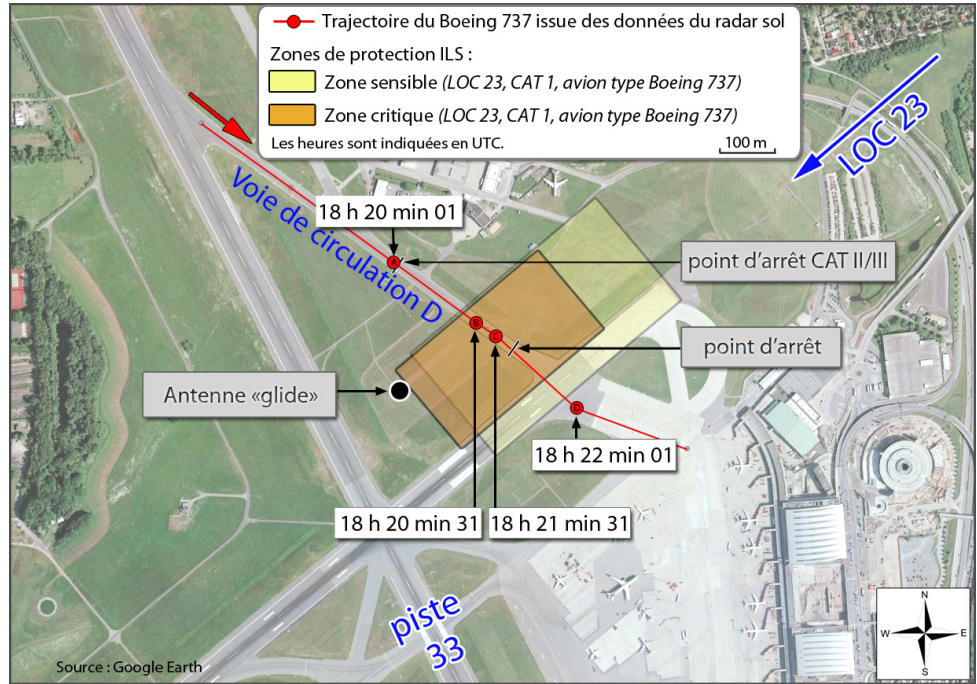 Trajectoire du Boeing 737 issue des données du radar sol
Zones de protection ILS :
Zone sensible (LOC 23, CAT 1, avion type Boeing 737)
Zone critique (LOC 23, CAT 1, avion type Boeing 737)
Les heures sont indiquées en UTC.
100 m
LOC 23
Voie de circulation D
18 h 20 min 01
A
point d'arrêt CAT II/III
B
C
point d'arrêt
Antenne «glide»
D
18 h 22 min 01
18 h 20 min 31
18 h 21 min 31
piste
33
N
W
E
S
Source : Google Earth